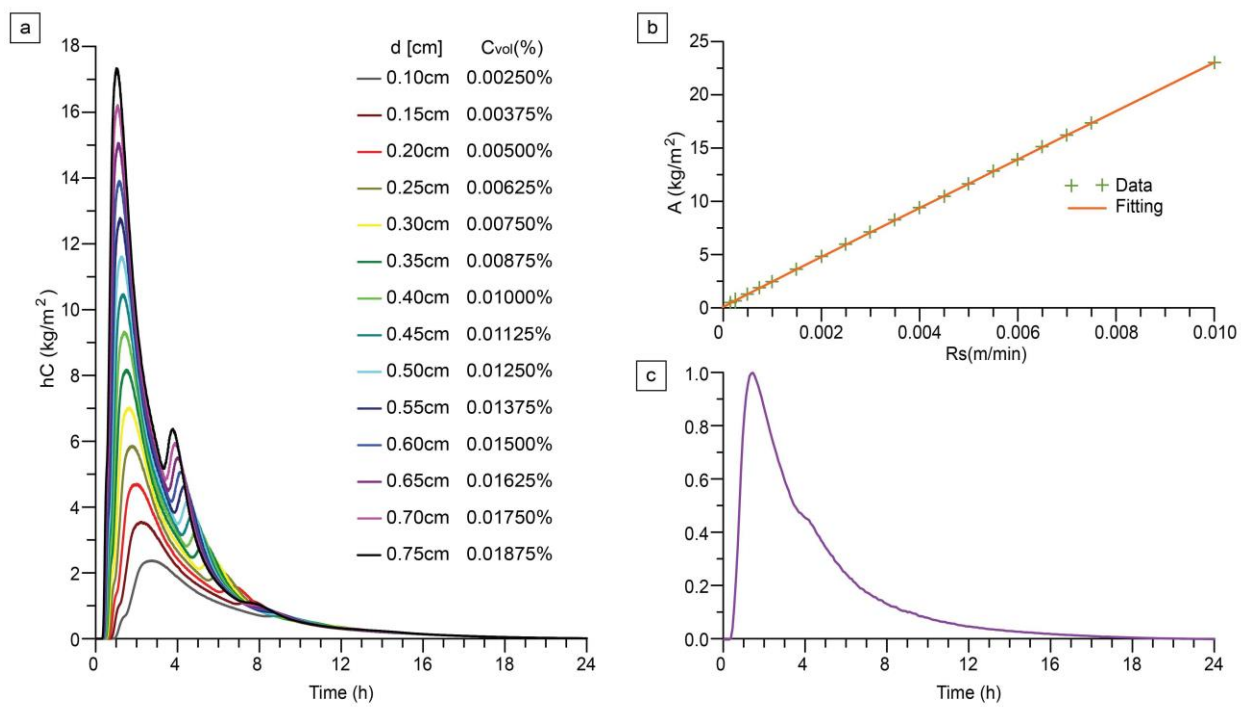 a
d [cm] Cvol(%)
0.10cm 0.00250%
0.15cm 0.00375%
0.20cm 0.00500%
0.25cm 0.00625%
0.30cm 0.00750%
0.35cm 0.00875%
0.40cm 0.01000%
0.45cm 0.01125%
0.50cm 0.01250%
0.55cm 0.01375%
0.60cm 0.01500%
0.65cm 0.01625%
0.70cm 0.01750%
0.75cm 0.01875%
hC (kg/m²)
18
16
14
12
10
8
6
4
2
0
0 4 8 12 16 20 24
Time (h)
b
A (kg/m²)
25
20
15
10
5
0
Data
Fitting
0 0.002 0.004 0.006 0.008 0.010
Rs(m/min)
c
1.0
0.8
0.6
0.4
0.2
0.0
0 4 8 12 16 20 24
Time (h)